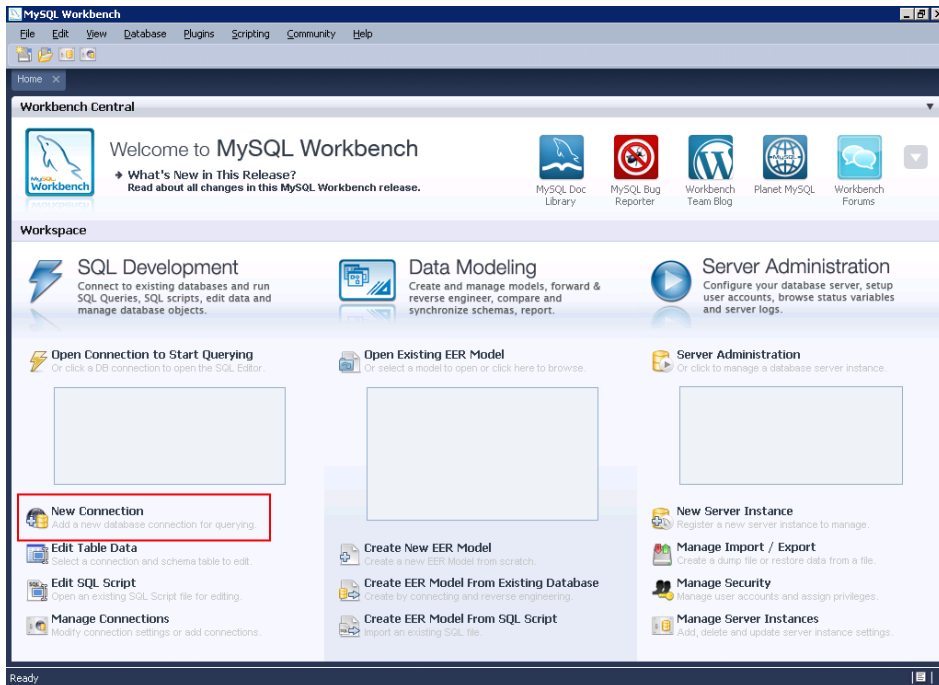 MySQL Workbench
File Edit View Database Plugins Scripting Community Help
Home
Workbench Central
MySQL
Workbench
Welcome to MySQL Workbench
What's New in This Release?
Read about all changes in this MySQL Workbench release.
MySQL Doc
Library
MySQL Bug
Reporter
Workbench
Team Blog
MySQL
Planet MySQL
Workbench
Forums
Workspace
SQL Development
Connect to existing databases and run
SQL Queries, SQL scripts, edit data and
manage database objects.
Data Modeling
Create and manage models, forward &
reverse engineer, compare and
synchronize schemas, report.
Server Administration
Configure your database server, setup
user accounts, browse status variables
and server logs.
Open Connection to Start Querying
Or click a DB connection to open the SQL Editor.
New Connection
Add a new database connection for querying.
Edit Table Data
Select a connection and schema table to edit.
Edit SQL Script
Open an existing SQL Script file for editing.
Manage Connections
Modify connection settings or add connections.
Open Existing EER Model
Or select a model to open or click here to browse.
Create New EER Model
Create a new EER Model from scratch.
Create EER Model From Existing Database
Create by connecting and reverse engineering.
Create EER Model From SQL Script
Import an existing SQL file.
Server Administration
Or click to manage a database server instance.
New Server Instance
Register a new server instance to manage.
Manage Import / Export
Create a dump file or restore data from a file.
Manage Security
Manage user accounts and assign privileges.
Manage Server Instances
Add, delete and update server instance settings.
Ready